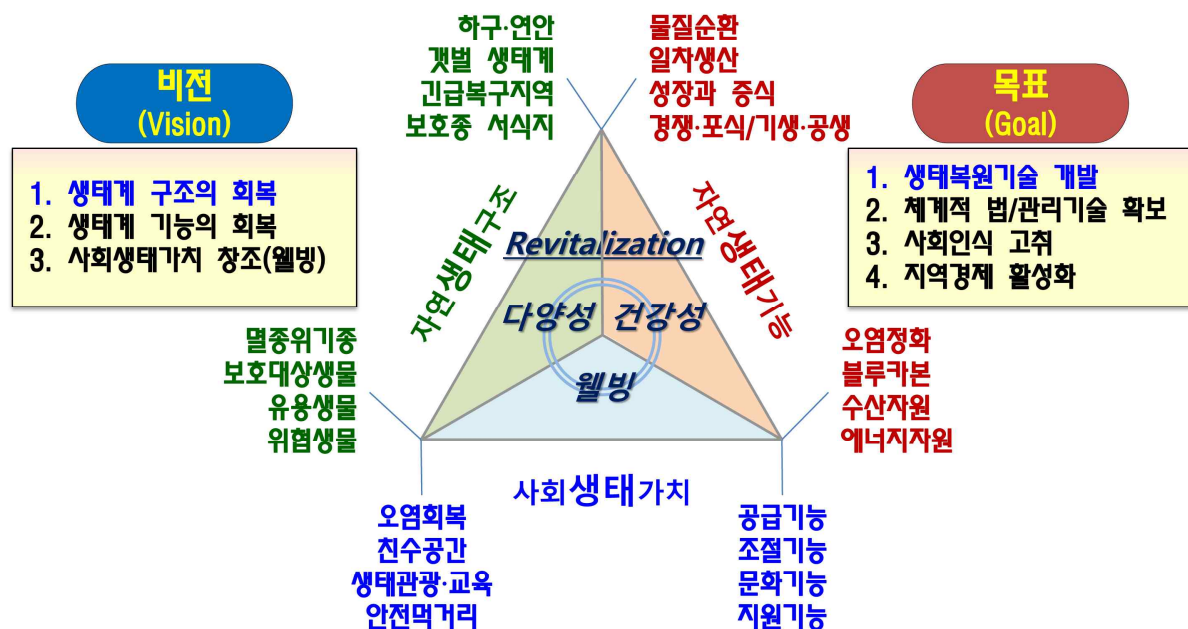 비전
(Vision)
1. 생태계 구조의 회복
2. 생태계 기능의 회복
3. 사회생태가치 창조(웰빙)
하구·연안
갯벌 생태계
긴급복구지역
보호종 서식지
물질순환
일차생산
성장과 증식
경쟁·포식/기생·공생
목표
(Goal)
1. 생태복원기술 개발
2. 체계적 법/관리기술 확보
3. 사회인식 고취
4. 지역경제 활성화
자연생태구조
Revitalization
자연생태기능
다양성 건강성
웰빙
멸종위기종
보호대상생물
유용생물
위협생물
오염정화
블루카본
수산자원
에너지자원
사회생태가치
오염회복
친수공간
생태관광·교육
안전먹거리
공급기능
조절기능
문화기능
지원기능